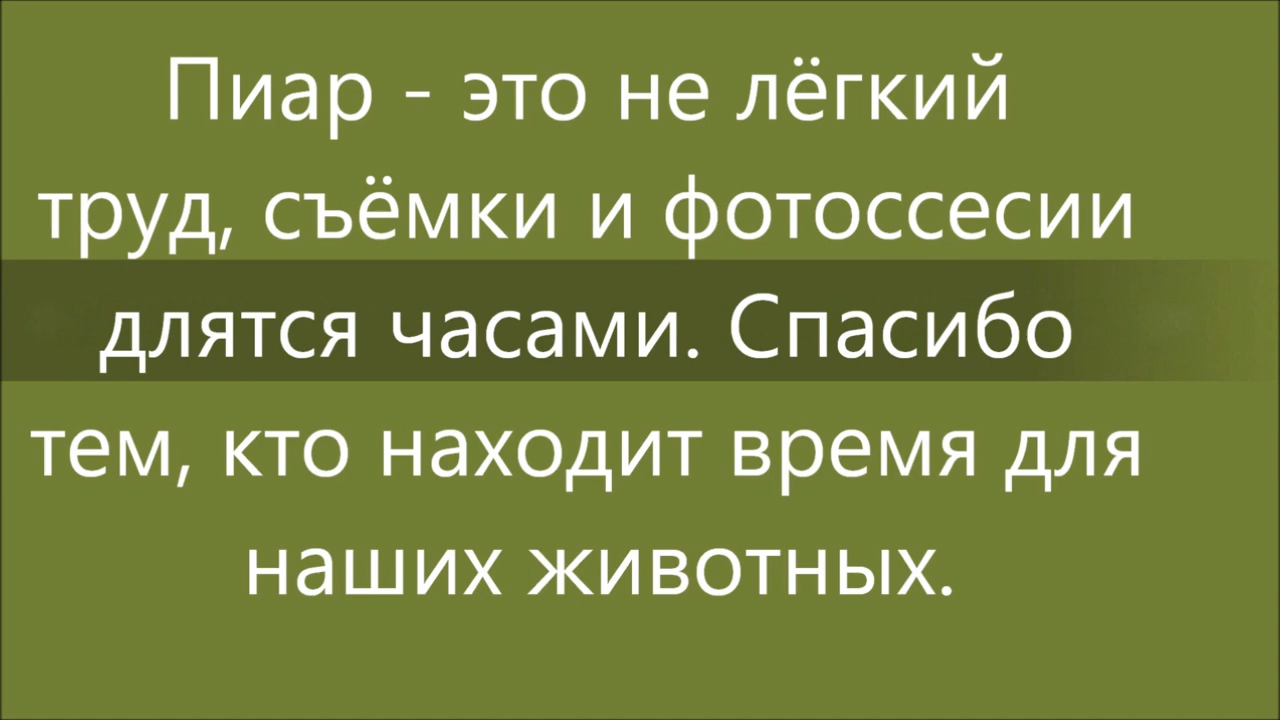 Пиар - это не лёгкий
труд, съёмки и фотоссесии
длятся часами. Спасибо
тем, кто находит время для
наших животных.